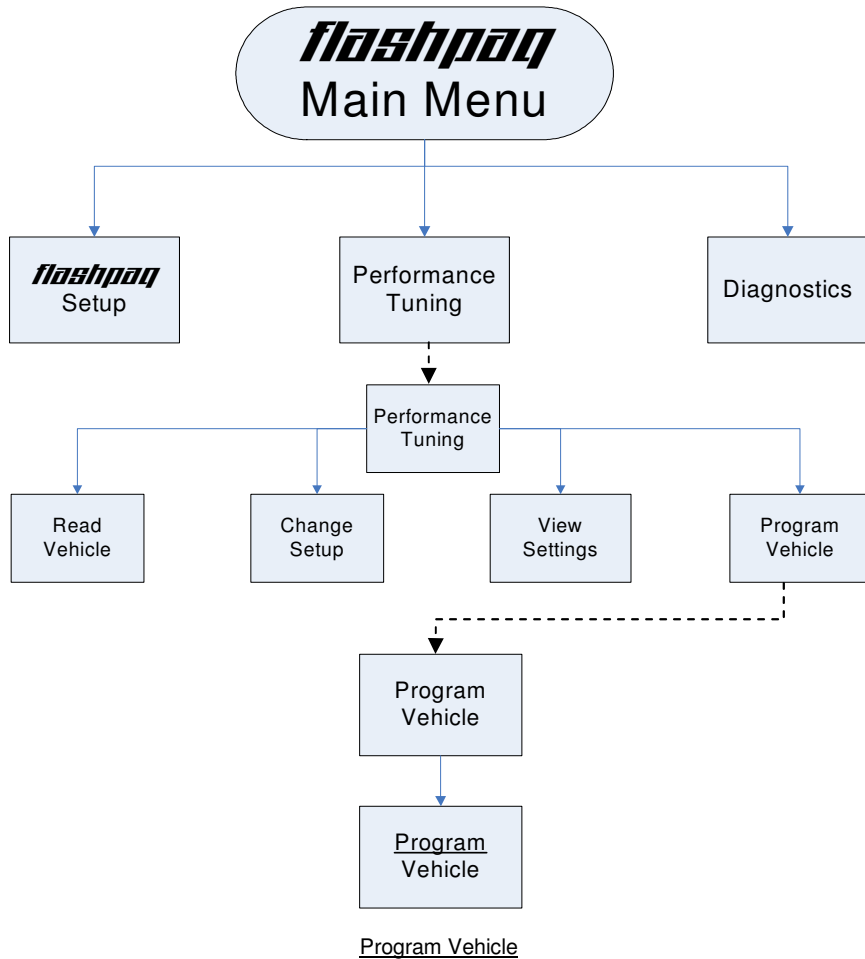 flashpaq
Main Menu
flashpaq
Setup
Performance
Tuning
Diagnostics
Performance
Tuning
Read
Vehicle
Change
Setup
View
Settings
Program
Vehicle
Program
Vehicle
Program
Vehicle
Program Vehicle